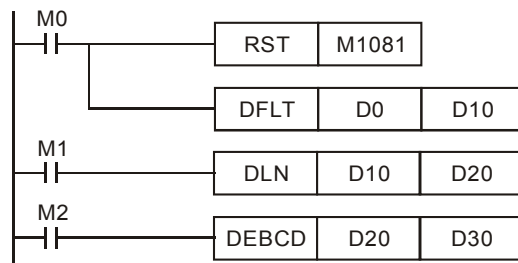 M0
RST M1081
DFLT D0 D10
M1
DLN D10 D20
M2
DEBCD D20 D30